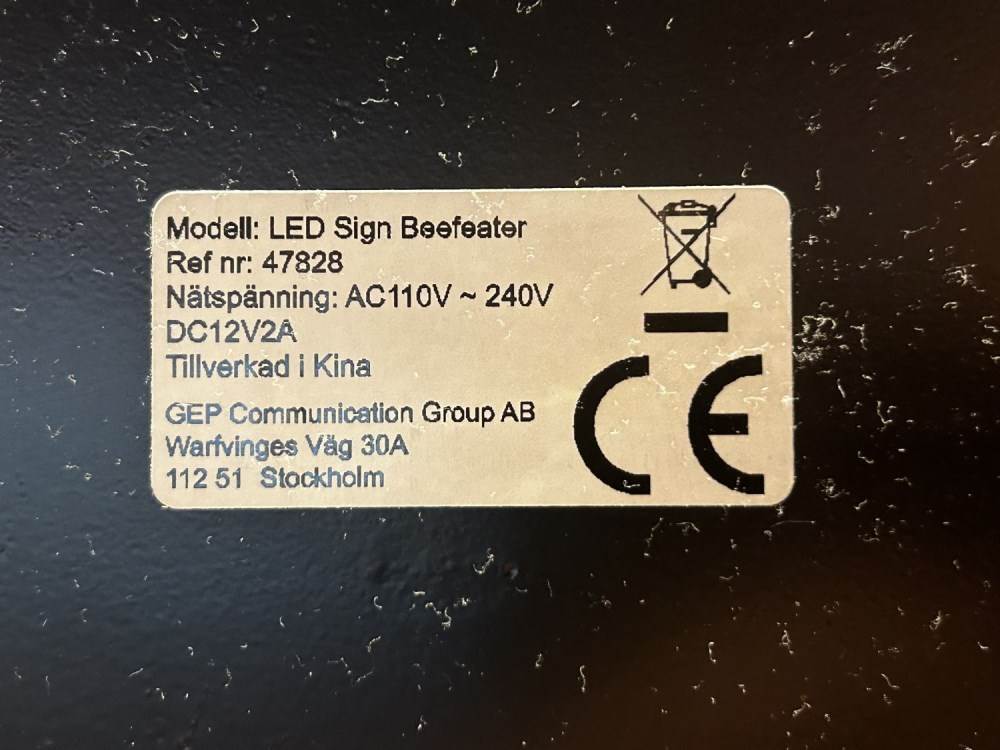 Modell: LED Sign Beefeater
Ref nr: 47828
Nätspänning: AC110V ~ 240V
DC12V2A
Tillverkad i Kina
GEP Communication Group AB
Warfvinges Väg 30A
112 51 Stockholm
CE